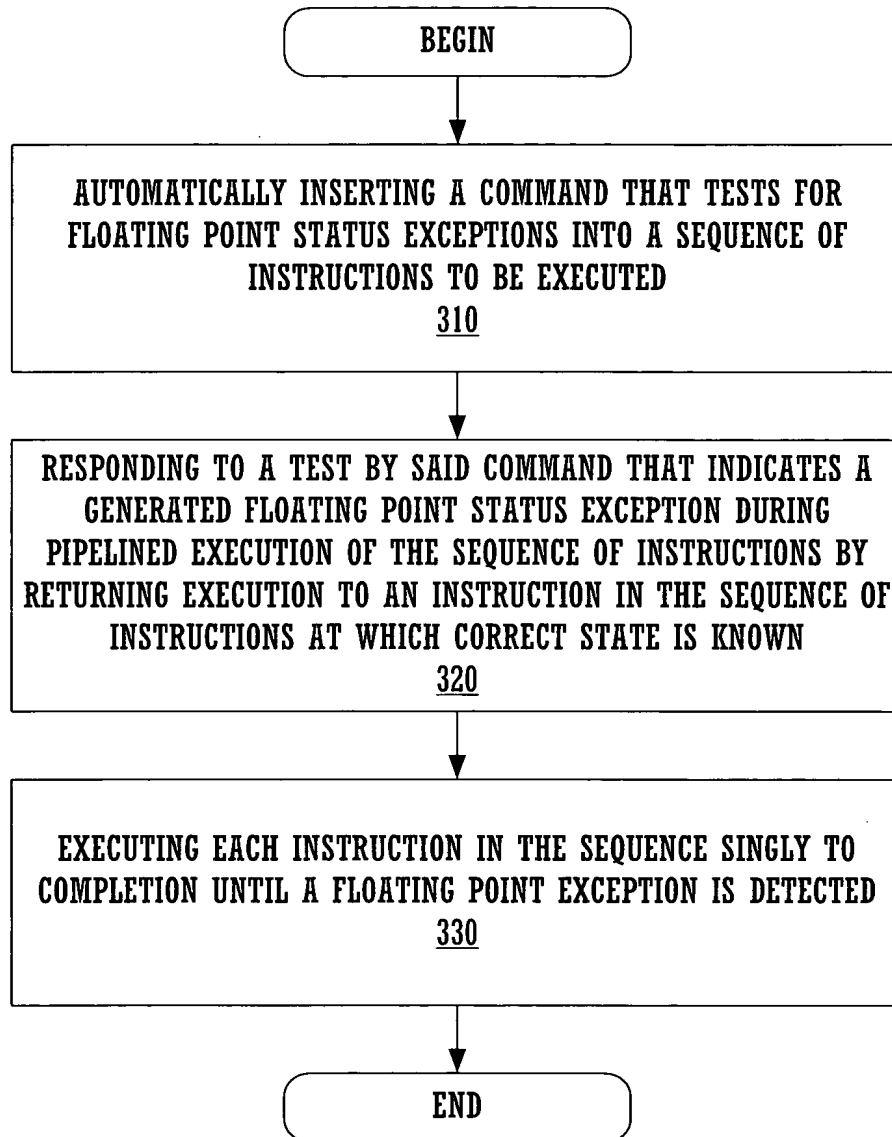 BEGIN
AUTOMATICALLY INSERTING A COMMAND THAT TESTS FOR
FLOATING POINT STATUS EXCEPTIONS INTO A SEQUENCE OF
INSTRUCTIONS TO BE EXECUTED
310
RESPONDING TO A TEST BY SAID COMMAND THAT INDICATES A
GENERATED FLOATING POINT STATUS EXCEPTION DURING
PIPELINED EXECUTION OF THE SEQUENCE OF INSTRUCTIONS BY
RETURNING EXECUTION TO AN INSTRUCTION IN THE SEQUENCE OF
INSTRUCTIONS AT WHICH CORRECT STATE IS KNOWN
320
EXECUTING EACH INSTRUCTION IN THE SEQUENCE SINGLY TO
COMPLETION UNTIL A FLOATING POINT EXCEPTION IS DETECTED
330
END